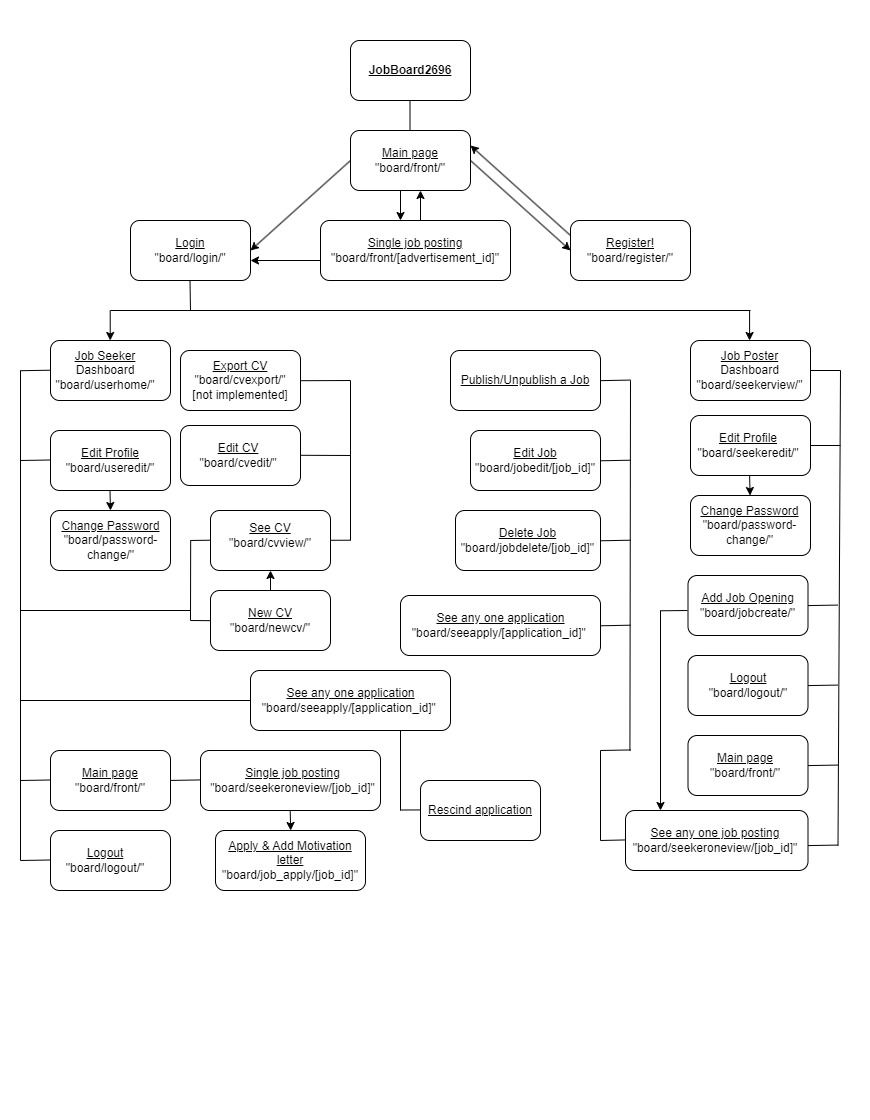 JobBoard2696
Main page
"board/front/"
Login
"board/login/"
Single job posting
"board/front/[advertisement_id]"
Register!
"board/register/"
Job Seeker
Dashboard
"board/userhome/"
Export CV
"board/cvexport/"
[not implemented]
Publish/Unpublish a Job
Job Poster
Dashboard
"board/seekerview/"
Edit Profile
"board/useredit/"
Edit CV
"board/cvedit/"
Edit Job
"board/jobedit/[job_id]"
Edit Profile
"board/seekeredit/"
Change Password
"board/password-
change/"
See CV
"board/cvview/"
Delete Job
"board/jobdelete/[job_id]"
Change Password
"board/password-
change/"
New CV
"board/newcv/"
See any one application
"board/seeapply/[application_id]"
Add Job Opening
"board/jobcreate/"
See any one application
"board/seeapply/[application_id]"
Logout
"board/logout/"
Main page
"board/front/"
Single job posting
"board/seekeroneview/[job_id]"
Rescind application
Main page
"board/front/"
Logout
"board/logout/"
Apply & Add Motivation
letter
"board/job_apply/[job_id]"
See any one job posting
"board/seekeroneview/[job_id]"